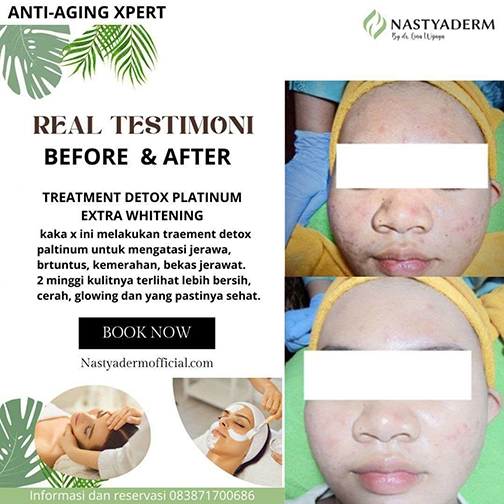 ANTI-AGING XPERT
NASTYADERM
By dr. Gina Wijaya
REAL TESTIMONI
BEFORE & AFTER
TREATMENT DETOX PLATINUM
EXTRA WHITENING
kaka x ini melakukan traement detox
paltinum untuk mengatasi jerawa,
brtuntus, kemerahan, bekas jerawat.
2 minggi kulitnya terlihat lebih bersih,
cerah, glowing dan yang pastinya sehat.
BOOK NOW
Nastyadermofficial.com
Informasi dan reservasi 083871700686